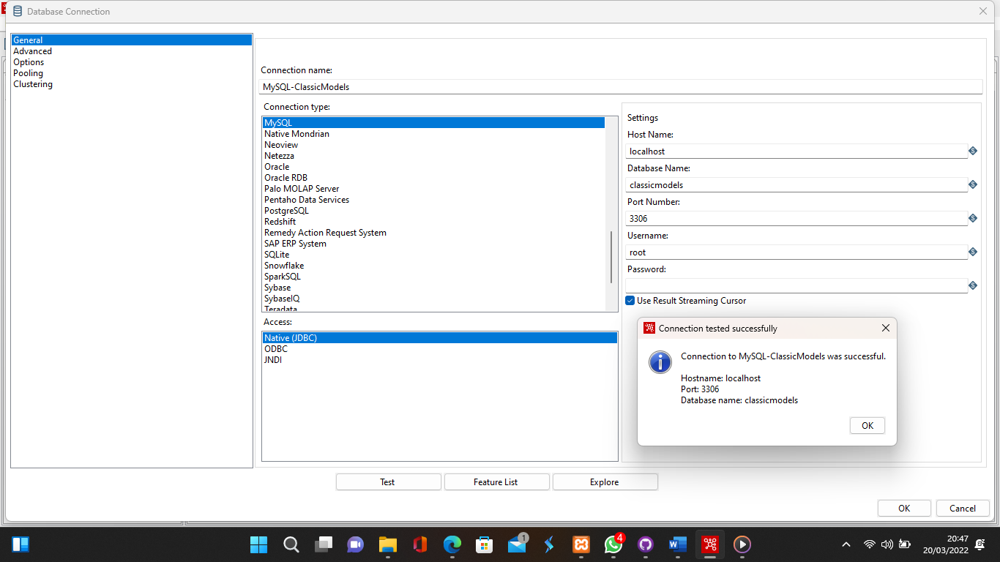 Database Connection
General
Advanced
Options
Pooling
Clustering
Connection name:
MySQL-ClassicModels
Connection type:
MySQL
Native Mondrian
Neoview
Netezza
Oracle
Oracle RDB
Palo MOLAP Server
Pentaho Data Services
PostgreSQL
Redshift
Remedy Action Request System
SAP ERP System
SQLite
Snowflake
SparkSQL
Sybase
SybaseIQ
Teradata
Access:
Native (JDBC)
ODBC
JNDI
Settings
Host Name:
localhost
Database Name:
classicmodels
Port Number:
3306
Username:
root
Password:
Use Result Streaming Cursor
Connection tested successfully
Connection to MySQL-ClassicModels was successful.
Hostname: localhost
Port: 3306
Database name: classicmodels
OK
Test
Feature List
Explore
OK
Cancel
1
4
20:47
20/03/2022